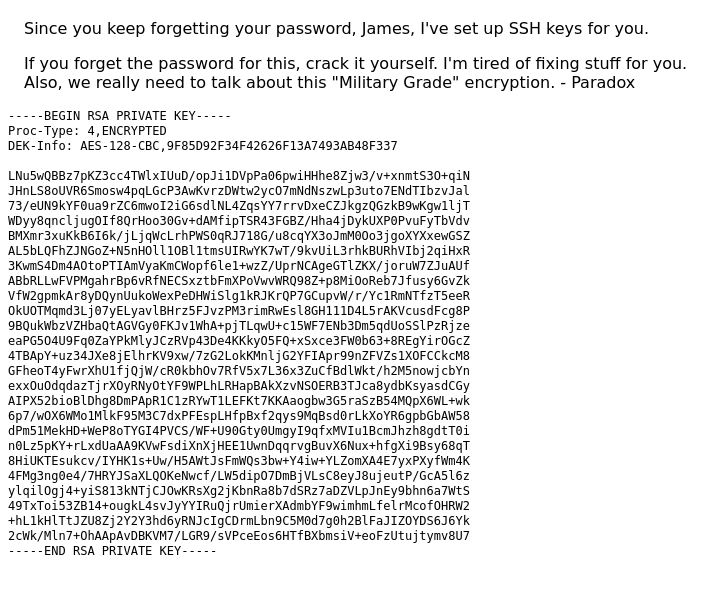 Since you keep forgetting your password, James, I've set up SSH keys for you.
If you forget the password for this, crack it yourself. I'm tired of fixing stuff for you.
Also, we really need to talk about this "Military Grade" encryption. - Paradox
-----BEGIN RSA PRIVATE KEY-----
Proc-Type: 4,ENCRYPTED
DEK-Info: AES-128-CBC,9F85D92F34F42626F13A7493AB48F337
LNu5wQBBz7pKZ3cc4TWlxIUuD/opJi1DVpPa06pwiHHhe8Zjw3/v+xnmtS3O+qiN
JHnLS8oUVR6Smosw4pqLGcP3AwKvrzDWtw2ycO7mNdNszwLp3uto7ENdTIbzvJal
73/eUN9kYF0ua9rZC6mwoI2iG6sdlNL4ZqsYY7rrvDxeCZJkgzQGzkB9wKgw1ljT
WDyy8qncljugOIf8QrHoo30Gv+dAMfipTSR43FGBZ/Hha4jDykUXP0PvuFyTbVdv
BMXmr3xuKkB6I6k/jLjqWcLrhPWS0qRJ718G/u8cqYX3oJmM0Oo3jgoXYXxewGSZ
AL5bLQFhZJNGoZ+N5nHOll1OBl1tmsUIRwYK7wT/9kvUiL3rhkBURhVIbj2qiHxR
3KwmS4Dm4AOtoPTIAmVyaKmCWopf6le1+wzZ/UprNCAgeGTlZKX/joruW7ZJuAUf
ABbRLLwFVPMgahrBp6vRfNECSxztbFmXPoVwvWRQ98Z+p8MiOoReb7Jfusy6GvZk
VfW2gpmkAr8yDQynUukoWexPeDHWiSlg1kRJKrQP7GCupvW/r/Yc1RmNTfzT5eeR
OkUOTMqmd3Lj07yELyavlBHrz5FJvzPM3rimRwEsl8GH111D4L5rAKVcusdFcg8P
9BQukWbzVZHbaQtAGVGy0FKJv1WhA+pjTLqwU+c15WF7ENb3Dm5qdUoSSlPzRjze
eaPG5O4U9Fq0ZaYPkMlyJCzRVp43De4KKkyO5FQ+xSxce3FW0b63+8REgYirOGcZ
4TBApY+uz34JXe8jElhrKV9xw/7zG2LokKMnljG2YFIApr99nZFVZs1XOFCCkcM8
GFheoT4yFwrXhU1fjQjW/cR0kbhOv7RfV5x7L36x3ZuCfBdlWkt/h2M5nowjcbYn
exxOuOdqdazTjrXOyRNyOtYF9WPLhLRHapBAkXzvNSOERB3TJca8ydbKsyasdCGy
AIPX52bioBlDhg8DmPApR1C1zRYwT1LEFKt7KKAaogbw3G5raSzB54MQpX6WL+wk
6p7/wOX6WMo1MlkF95M3C7dxPFEspLHfpBxf2qys9MqBsd0rLkXoYR6gpbGbAW58
dPm51MekHD+WeP8oTYGI4PVCS/WF+U90Gty0UmgyI9qfxMVIu1BcmJhzh8gdtT0i
n0Lz5pKY+rLxdUaAA9KVwFsdiXnXjHEE1UwnDqqrvgBuvX6Nux+hfgXi9Bsy68qT
8HiUKTEsukcv/IYHK1s+Uw/H5AWtJsFmWQs3bw+Y4iw+YLZomXA4E7yxPXyfWm4K
4FMg3ng0e4/7HRYJSaXLQOKeNwcf/LW5dipO7DmBjVLsC8eyJ8ujeutP/GcA5l6z
ylqilOgj4+yiS813kNTjCJOwKRsXg2jKbnRa8b7dSRz7aDZVLpJnEy9bhn6a7WtS
49TxToi53ZB14+ougkL4svJyYYIRuQjrUmierXAdmbYF9wimhmLfelrMcofOHRW2
+hL1kHlTtJZU8Zj2Y2Y3hd6yRNJcIgCDrmLbn9C5M0d7g0h2BlFaJIZOYDS6J6Yk
2cWk/Mln7+OhAApAvDBKVM7/LGR9/sVPceEos6HTfBXbmsiV+eoFzUtujtymv8U7
-----END RSA PRIVATE KEY-----